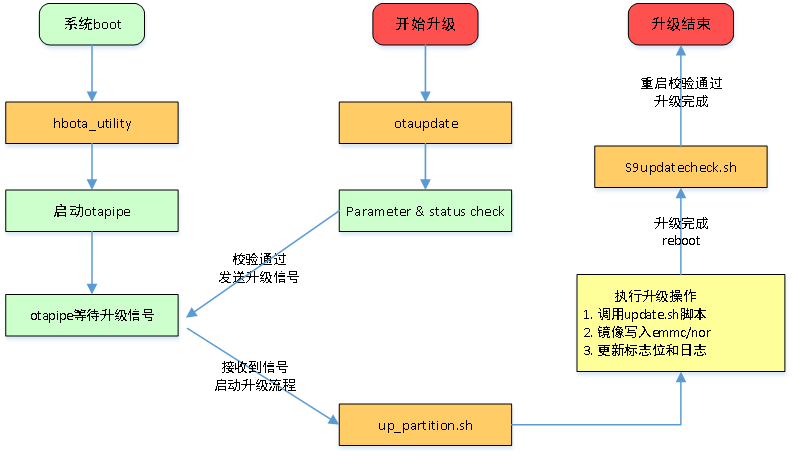 系统boot
hbota_utility
启动otapipe
otapipe等待升级信号
开始升级
otaupdate
Parameter & status check
校验通过
发送升级信号
接收到信号
启动升级流程
up_partition.sh
执行升级操作
1. 调用update.sh脚本
2. 镜像写入emmc/nor
3. 更新标志位和日志
升级完成
reboot
S9updatecheck.sh
重启校验通过
升级完成
升级结束